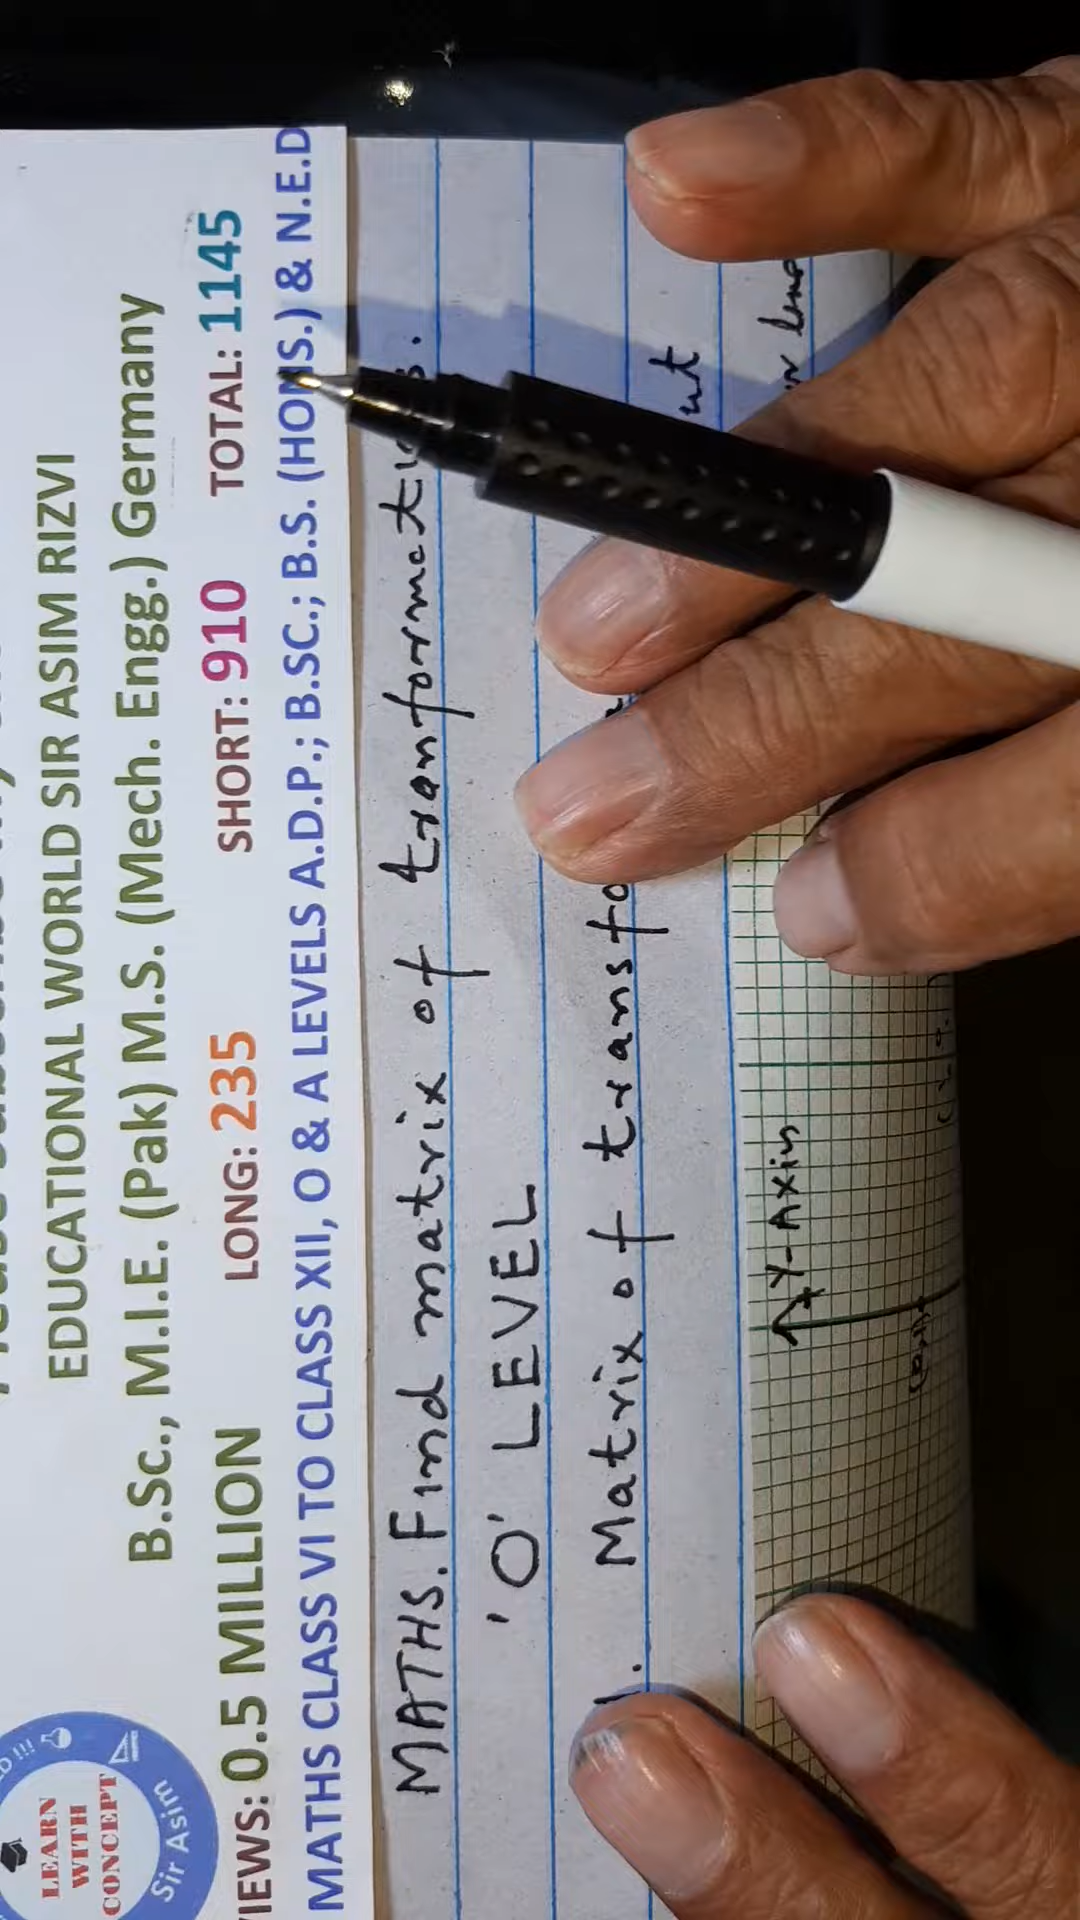 EDUCATIONAL WORLD SIR ASIM RIZVI
B.Sc., M.I.E. (Pak) M.S. (Mech. Engg.) Germany
IEWS: 0.5 MILLION LONG: 235 SHORT: 910 TOTAL: 1145
MATHS CLASS VI TO CLASS XII, O & A LEVELS A.D.P.; B.SC.; B.S. (HONS.) & N.E.D
LEARN
WITH
CONCEPT
Sir Asim
MATHS. Find matrix of
'O' LEVEL
Matrix of transfo
Y-Axis